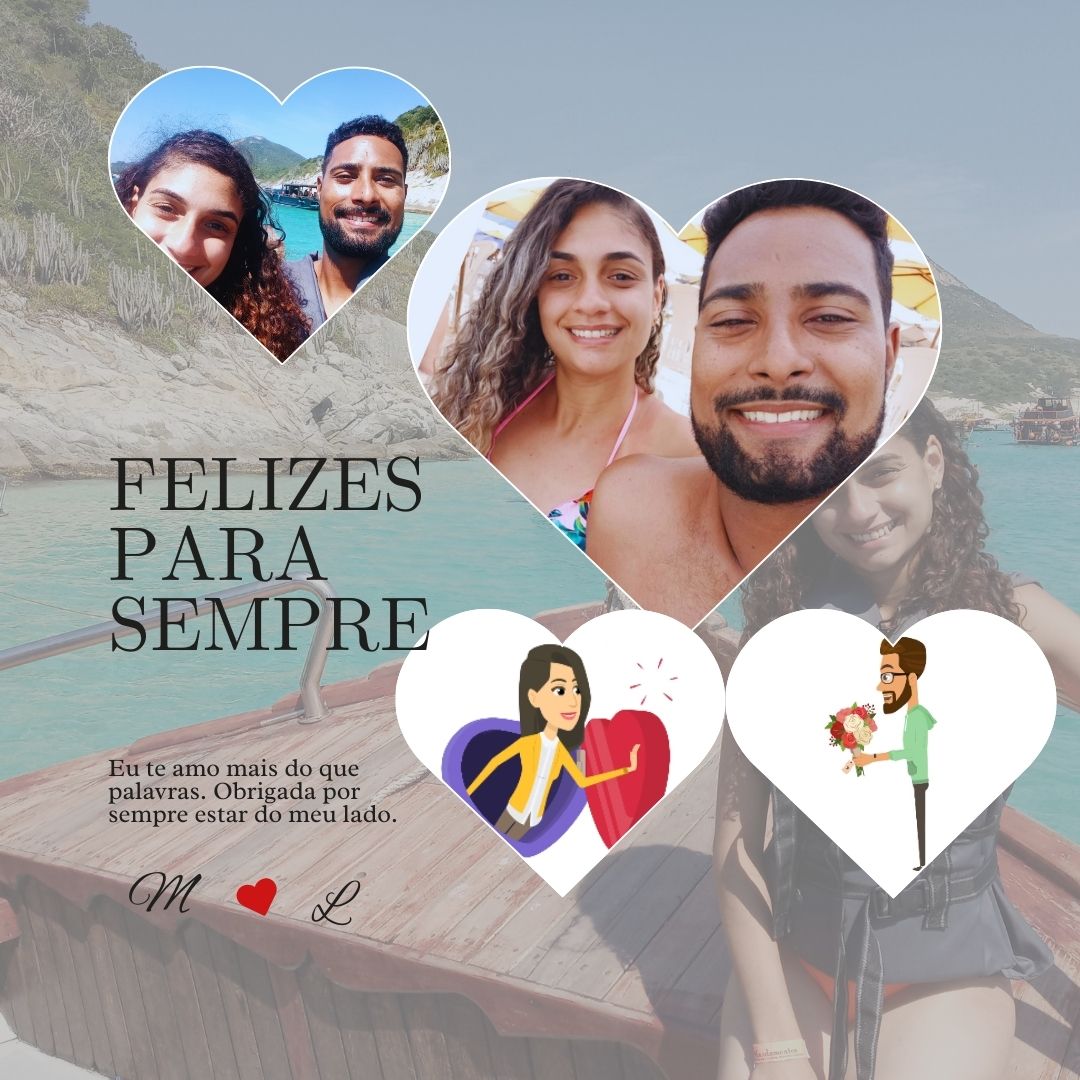 FELIZES
PARA
SEMPRE
Eu te amo mais do que
palavras. Obrigada por
sempre estar do meu lado.
M L